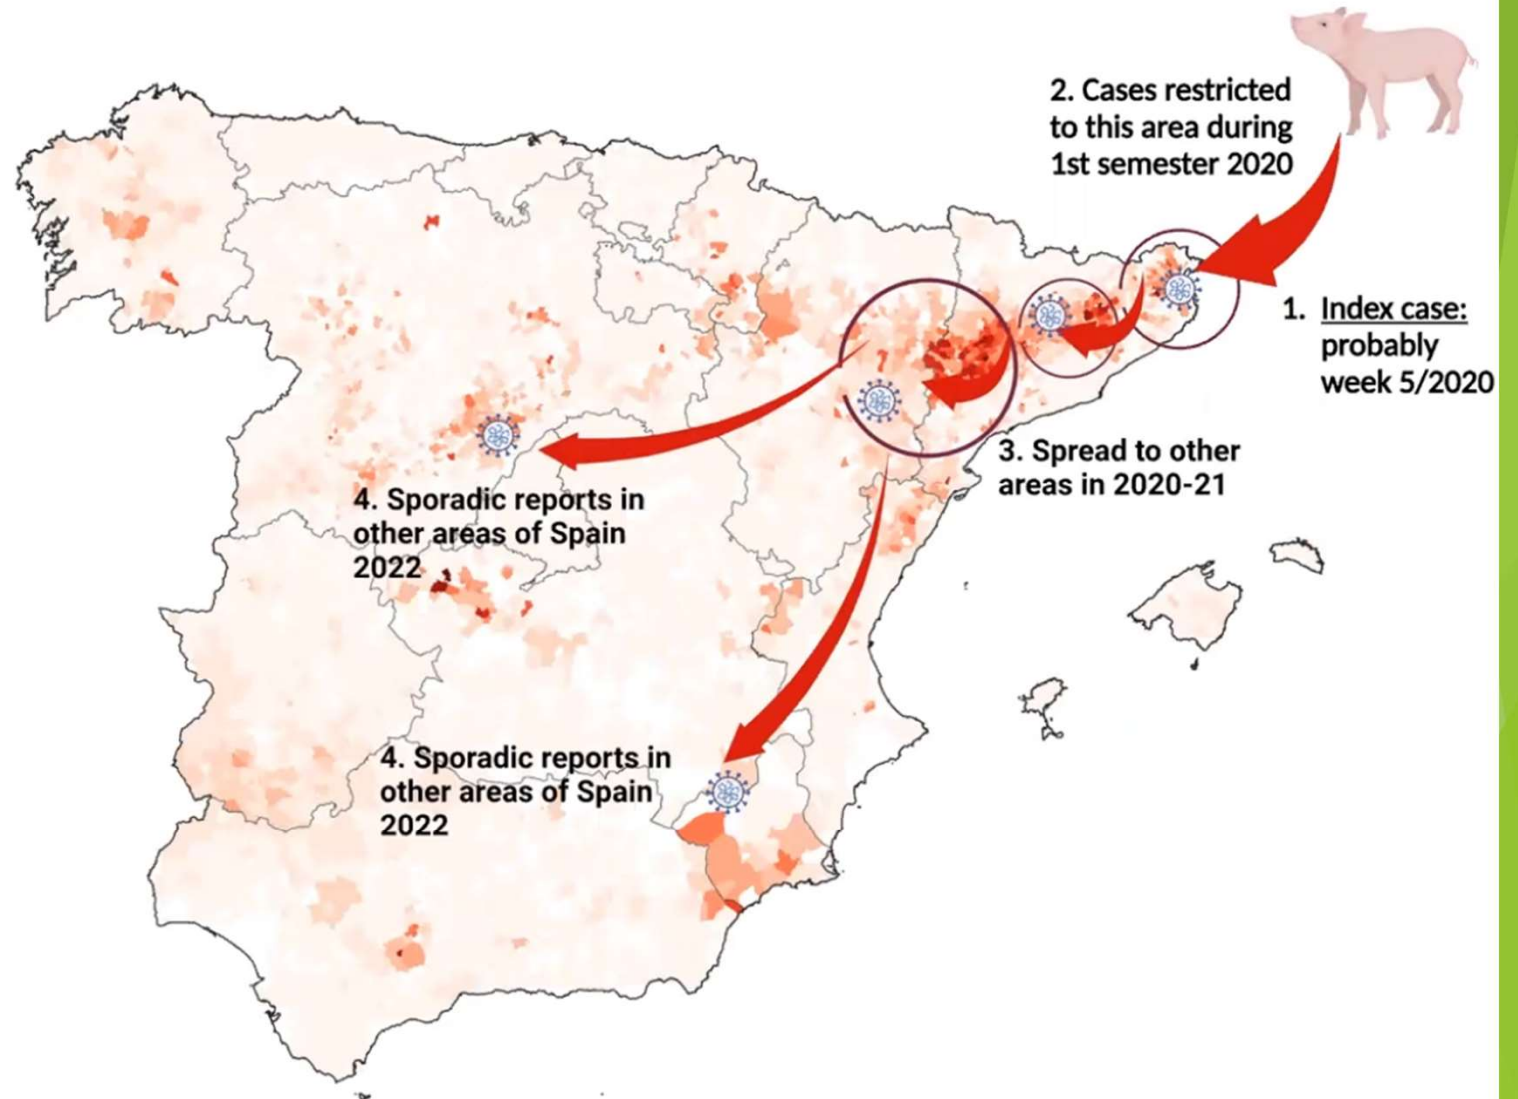 2. Cases restricted
to this area during
1st semester 2020
1. Index case:
probably
week 5/2020
3. Spread to other
areas in 2020-21
4. Sporadic reports in
other areas of Spain
2022
4. Sporadic reports in
other areas of Spain
2022